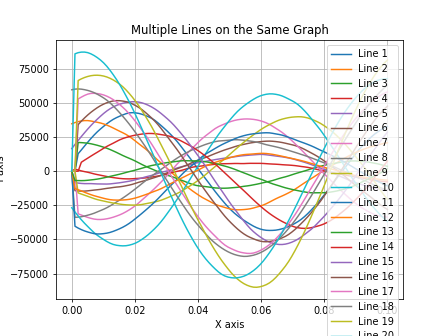 Multiple Lines on the Same Graph
75000
50000
25000
0
−25000
−50000
−75000
0.00
0.02
0.04
0.06
X axis
Line 1
Line 2
Line 3
Line 4
Line 5
Line 6
Line 7
Line 8
Line 9
Line 10
Line 11
Line 12
Line 13
Line 14
Line 15
Line 16
Line 17
Line 18
Line 19
Line 20